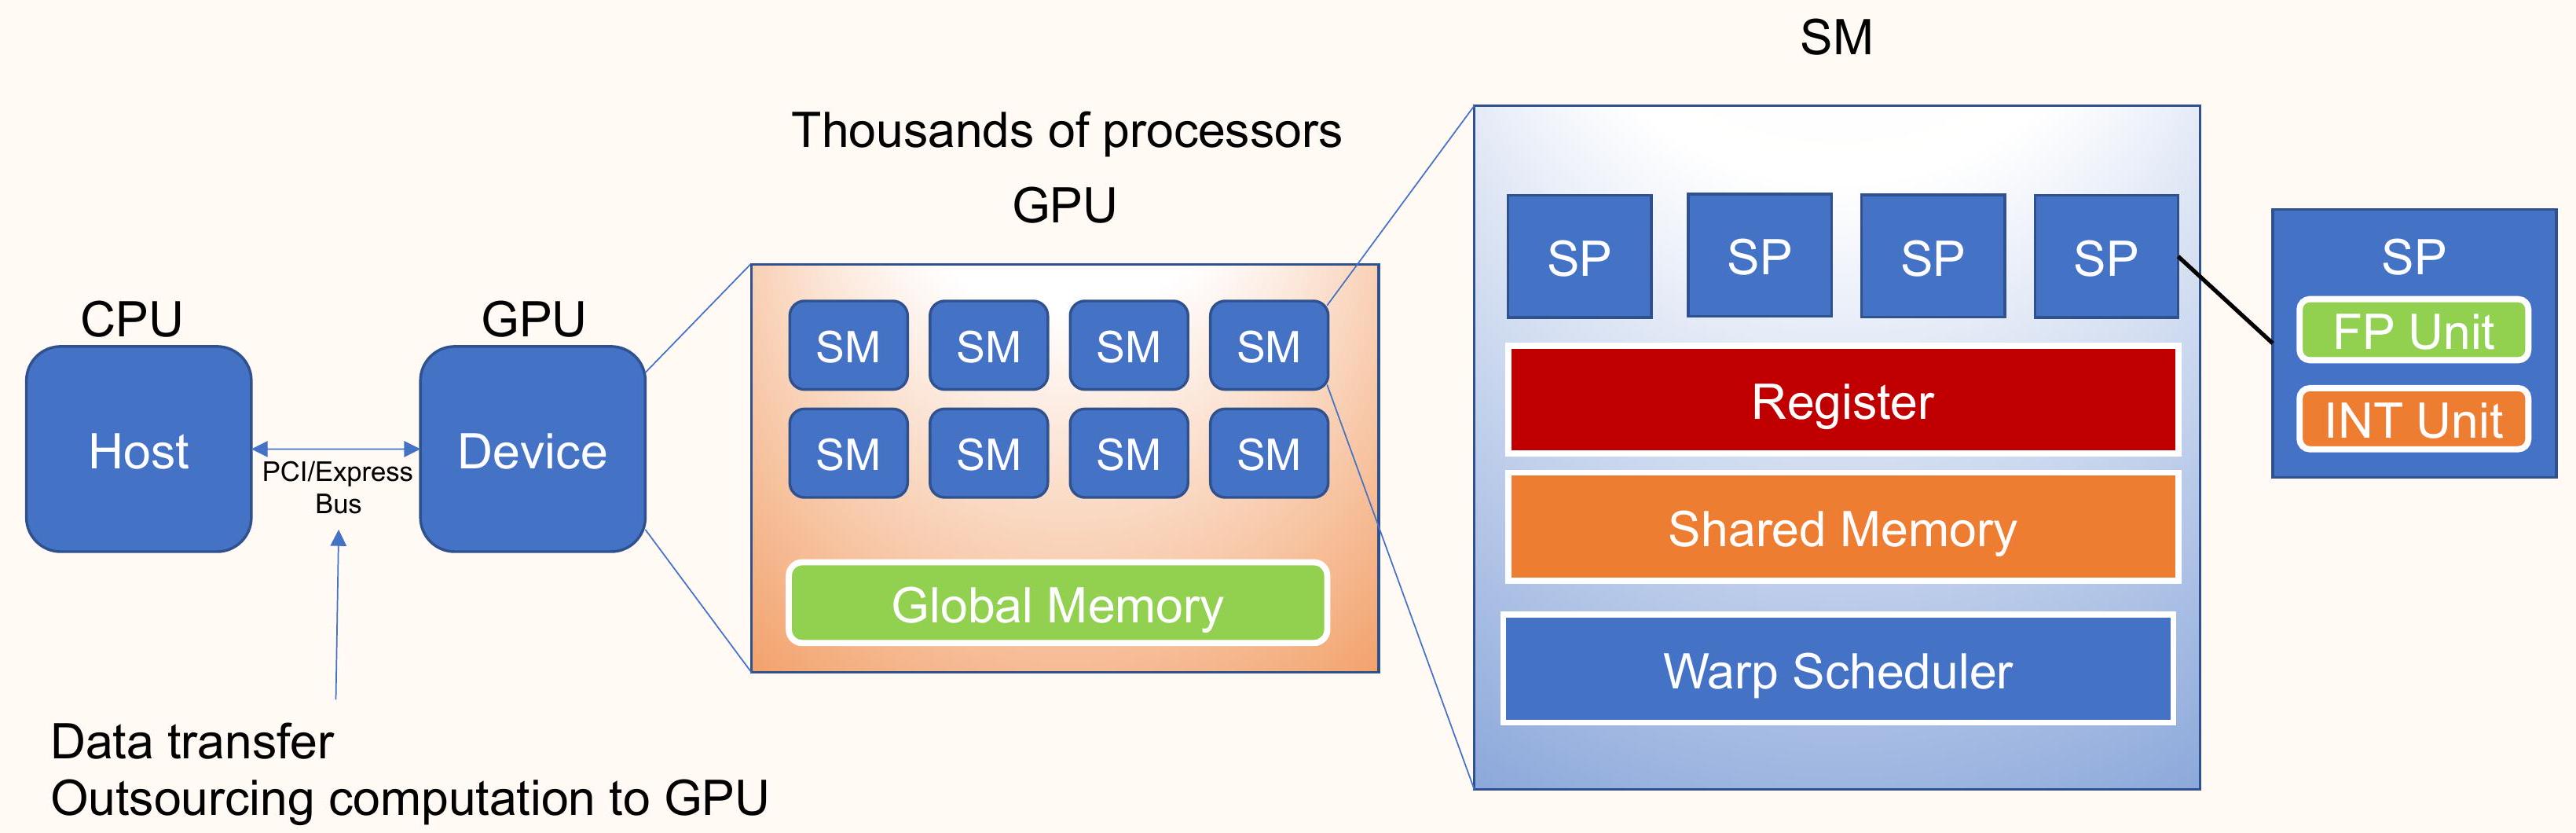 CPU
Host
PCI/Express
Bus
GPU
Device
Data transfer
Outsourcing computation to GPU
Thousands of processors
GPU
SM SM SM SM
SM SM SM SM
Global Memory
SM
SP SP SP SP
Register
Shared Memory
Warp Scheduler
SP
FP Unit
INT Unit